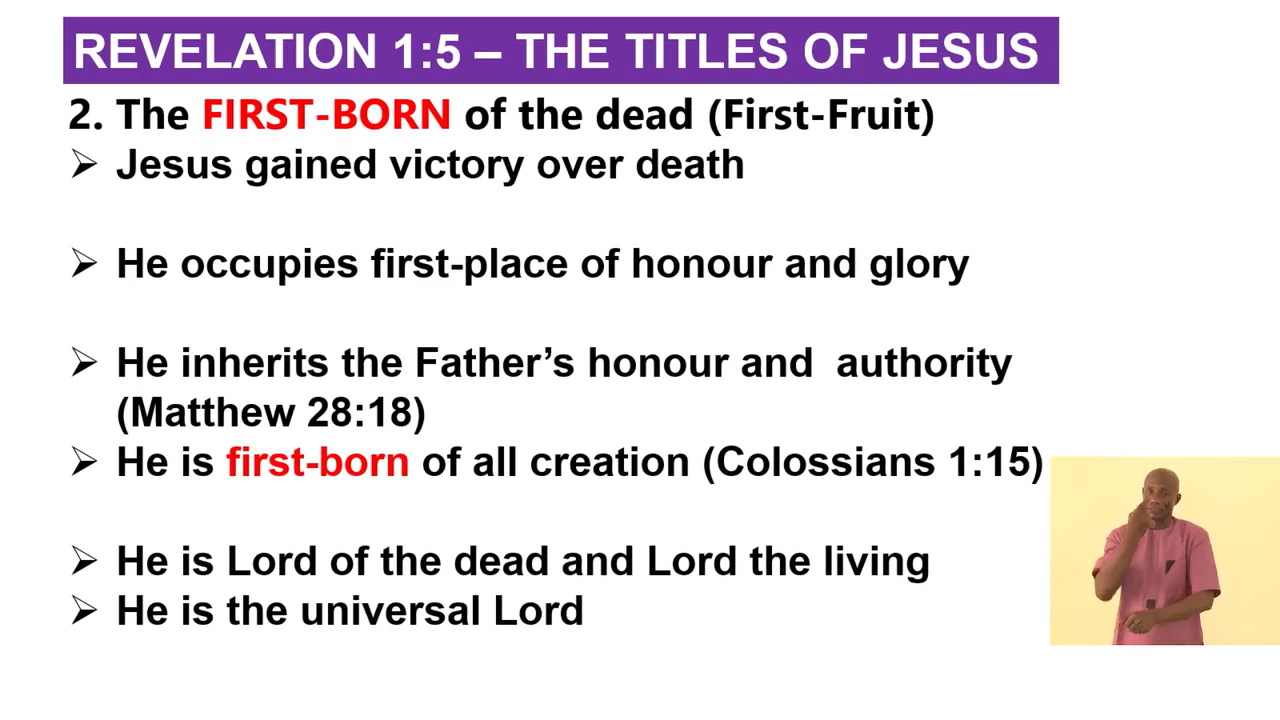 REVELATION 1:5 – THE TITLES OF JESUS
2. The FIRST-BORN of the dead (First-Fruit)
➢ Jesus gained victory over death
➢ He occupies first-place of honour and glory
➢ He inherits the Father’s honour and  authority
(Matthew 28:18)
➢ He is first-born of all creation (Colossians 1:15)
➢ He is Lord of the dead and Lord the living
➢ He is the universal Lord